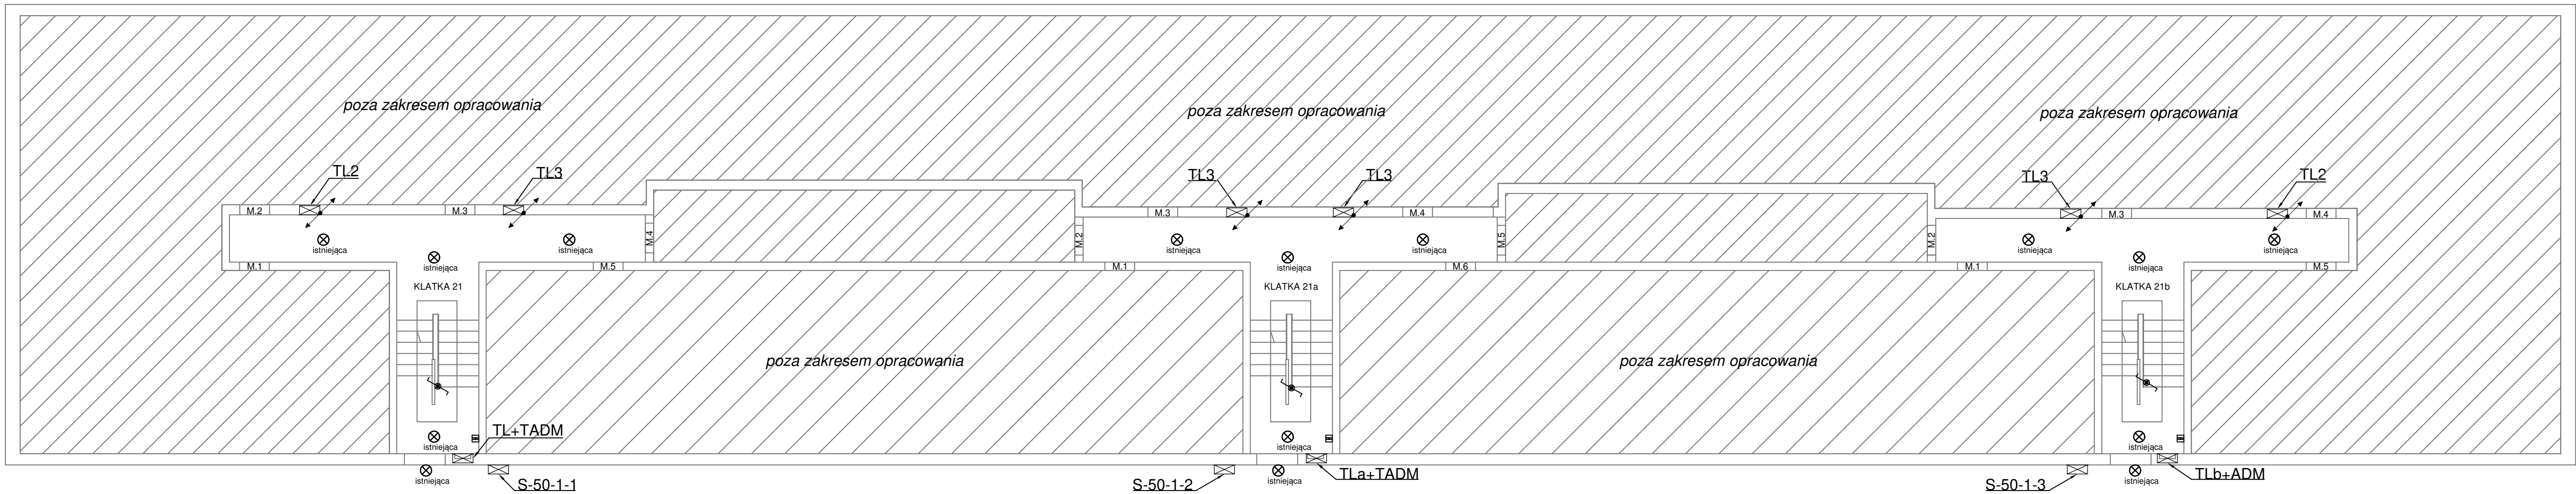 poza zakresem opracowania
poza zakresem opracowania
poza zakresem opracowania
TL2
TL3
TL3
TL3
TL3
TL2
M.2
M.3
M.3
M.4
M.3
M.4
M.4
M.2
M.5
M.2
istniejąca
istniejąca
istniejąca
istniejąca
istniejąca
istniejąca
istniejąca
istniejąca
istniejąca
M.1
M.5
M.1
M.6
M.1
M.5
KLATKA 21
KLATKA 21a
KLATKA 21b
poza zakresem opracowania
poza zakresem opracowania
TL+TADM
istniejąca
istniejąca
istniejąca
istniejąca
istniejąca
istniejąca
S-50-1-1
S-50-1-2
TLa+TADM
S-50-1-3
TLb+ADM